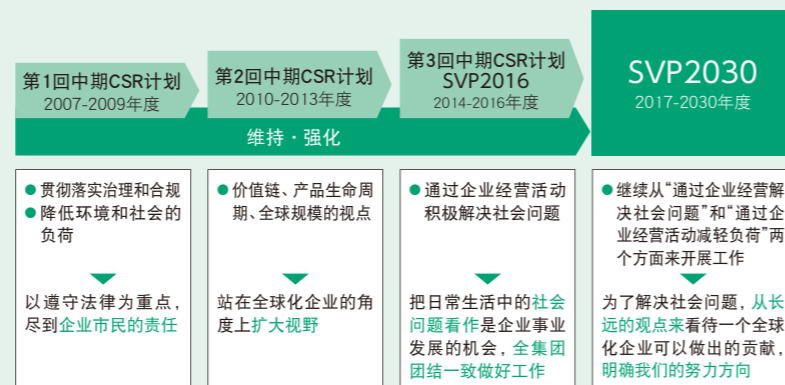 第1回中期CSR计划
2007-2009年度
第2回中期CSR计划
2010-2013年度
第3回中期CSR计划
SVP2016
2014-2016年度
SVP2030
2017-2030年度
维持・强化
● 贯彻落实治理和合规
● 降低环境和社会的
负荷
以遵守法律为重点，
尽到企业市民的责任
● 价值链、产品生命周
期、全球规模的视点
站在全球化企业的角
度上扩大视野
● 通过企业经营活动
积极解决社会问题
把日常生活中的社会
问题看作是企业事业
发展的机会，全集团
团结一致做好工作
● 继续从“通过企业经营解
决社会问题”和“通过企
业经营活动减轻负荷”两
个方面来开展工作
为了解决社会问题，从长
远的观点来看待一个全球
化企业可以做出的贡献，
明确我们的努力方向